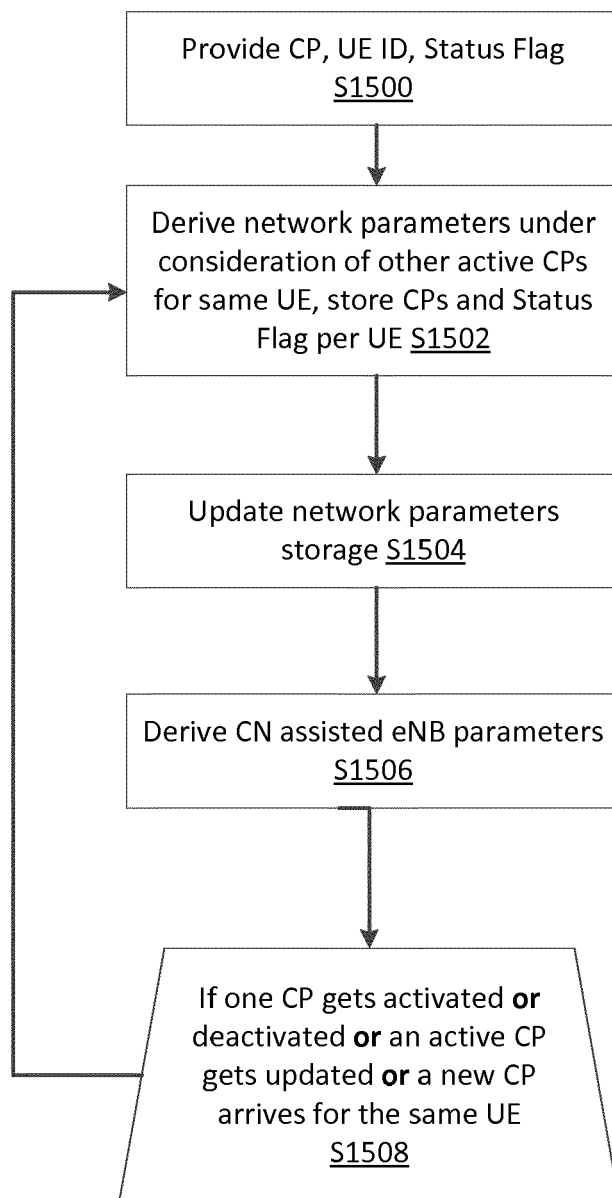 Provide CP, UE ID, Status Flag
S1500
Derive network parameters under
consideration of other active CPs
for same UE, store CPs and Status
Flag per UE S1502
Update network parameters
storage S1504
Derive CN assisted eNB parameters
S1506
If one CP gets activated or
deactivated or an active CP
gets updated or a new CP
arrives for the same UE
S1508